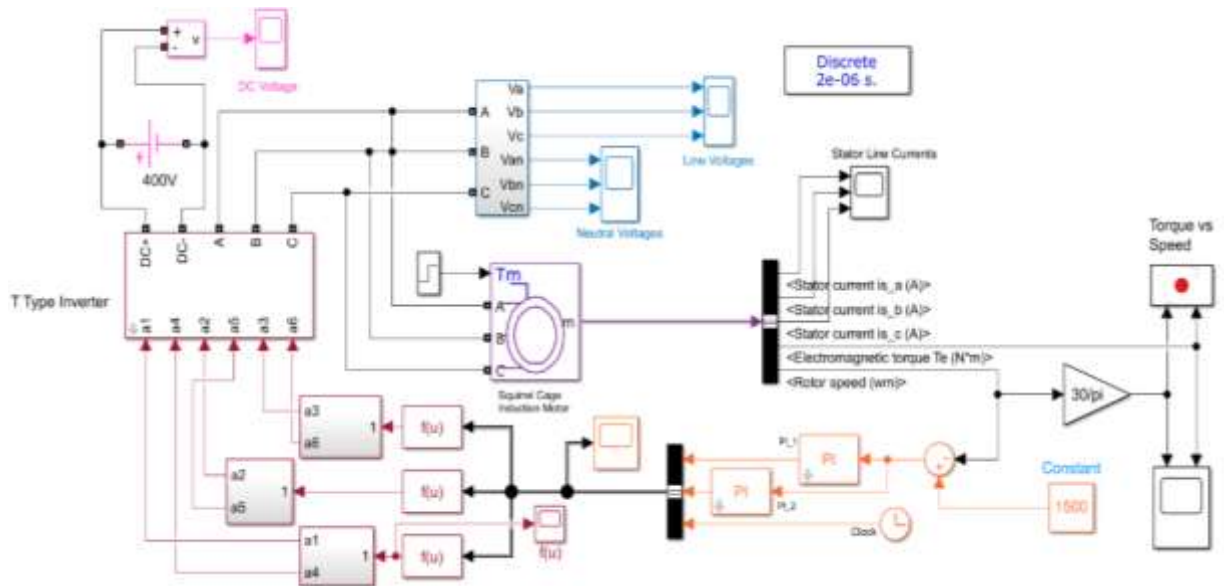 +
-
v
DC Voltage
Discrete
2e-06 s.
400V
A
B
C
Va
Vb
Vc
Van
Vbn
Vcn
Line Voltages
Neutral Voltages
Stator Line Currents
Torque vs
Speed
DC+
DC-
A
B
C
T Type Inverter
a1
a4
a2
a5
a3
a6
Tm
A
B
C
m
Squirrel Cage
Induction Motor
<Stator current is_a (A)>
<Stator current is_b (A)>
<Stator current is_c (A)>
<Electromagnetic torque Te (N*m)>
<Rotor speed (wm)>
30/pi
a3
a6
1
f(u)
a2
a5
1
f(u)
a1
a4
1
f(u)
f(u)
PI_1
PI
PI
PI_2
Clock
-
+
Constant
1500